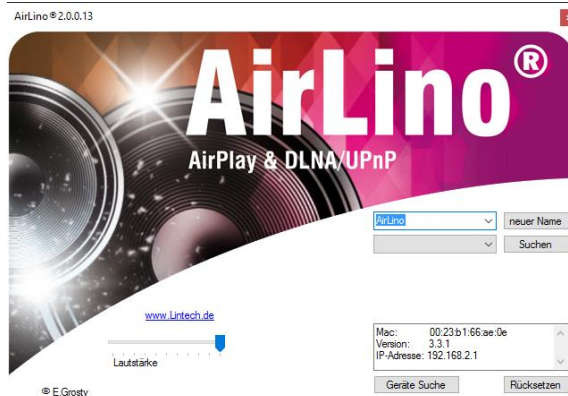 AirLino® 2.0.0.13
AirLino®
AirPlay & DLNA/UPnP
AirLino
neuer Name
Suchen
www.Lintech.de
Lautstärke
Mac: 00:23:b1:66:ae:0e
Version: 3.3.1
IP-Adresse: 192.168.2.1
Geräte Suche
Rücksetzen
® E.Grosty